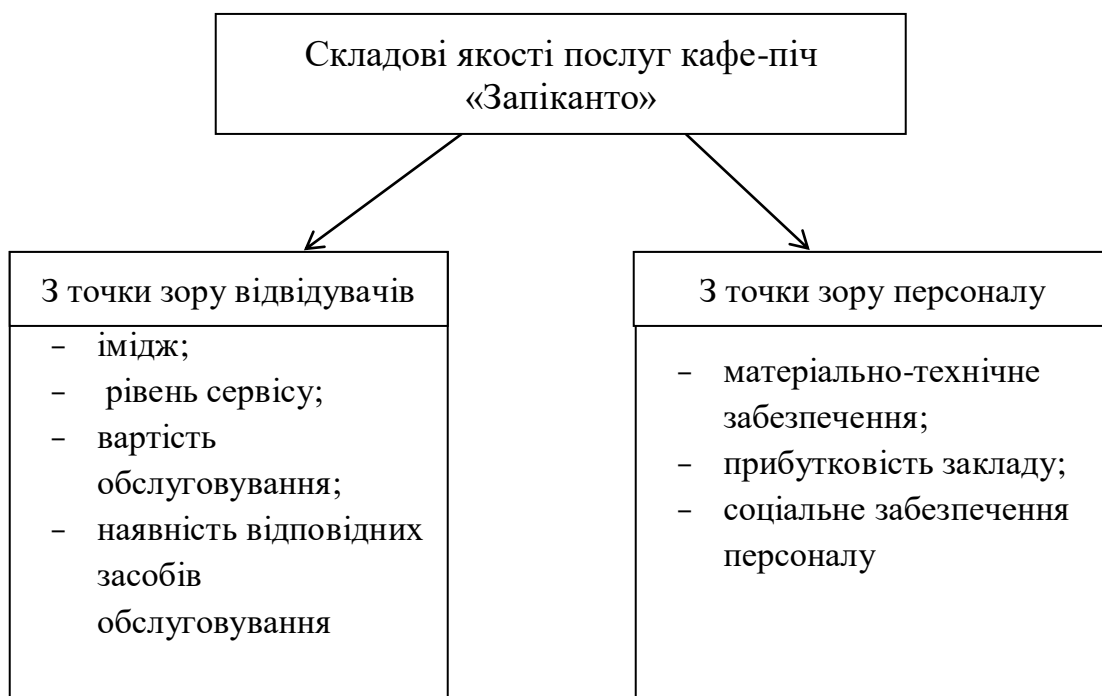 Складові якості послуг кафе-піч
«Запіканто»
З точки зору відвідувачів
- імідж;
- рівень сервісу;
- вартість
обслуговування;
- наявність відповідних
засобів
обслуговування
З точки зору персоналу
- матеріально-технічне
забезпечення;
- прибутковість закладу;
- соціальне забезпечення
персоналу